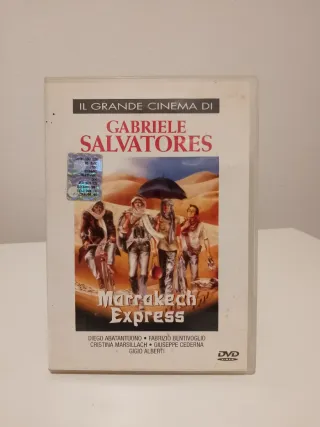 IL GRANDE CINEMA DI
GABRIELE
SALVATORES
Marrakech
Express
DIEGO ABATANTUONO • FABRIZIO BENTIVOGLIO
CRISTINA MARSILLACH • GIUSEPPE CEDERNA
GIGIO ALBERTI
DVD